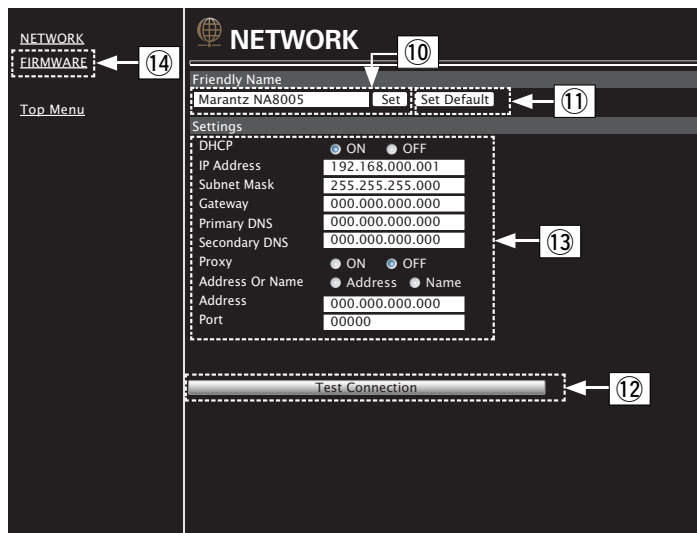 NETWORK
FIRMWARE
⑭
Top Menu
NETWORK
⑩
Friendly Name
Marantz NA8005 Set Set Default
⑪
Settings
DHCP ON OFF
IP Address 192.168.000.001
Subnet Mask 255.255.255.000
Gateway 000.000.000.000
Primary DNS 000.000.000.000
Secondary DNS 000.000.000.000
⑬
Proxy ON OFF
Address Or Name Address Name
Address 000.000.000.000
Port 00000
Test Connection
⑫